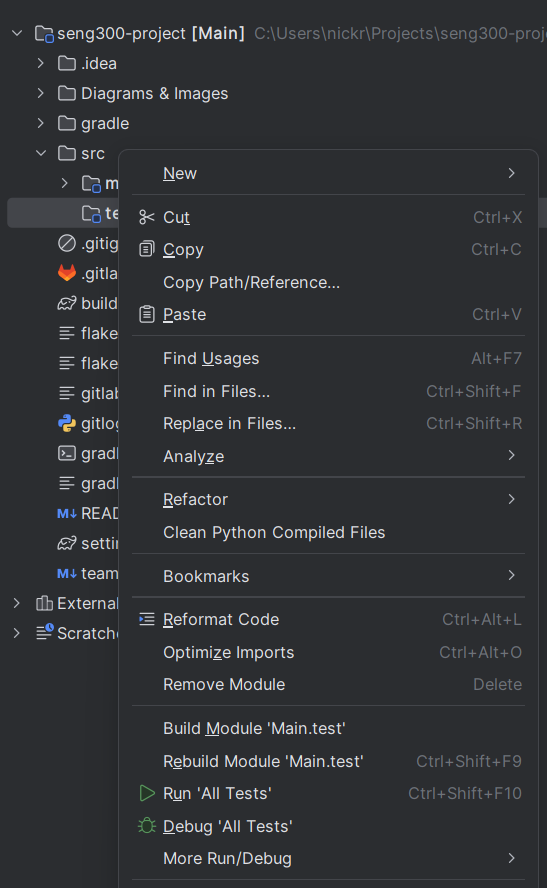 seng300-project [Main] C:\Users\nickr\Projects\seng300-proj
.idea
Diagrams & Images
gradle
src
m
te
.gitig
.gitla
build
flake
flake
gitlab
gitlog
gradl
gradl
READ
settin
team
External
Scratche
New
Cut Ctrl+X
Copy Ctrl+C
Copy Path/Reference...
Paste Ctrl+V
Find Usages Alt+F7
Find in Files... Ctrl+Shift+F
Replace in Files... Ctrl+Shift+R
Analyze
Refactor
Clean Python Compiled Files
Bookmarks
Reformat Code Ctrl+Alt+L
Optimize Imports Ctrl+Alt+O
Remove Module Delete
Build Module 'Main.test'
Rebuild Module 'Main.test' Ctrl+Shift+F9
Run 'All Tests' Ctrl+Shift+F10
Debug 'All Tests'
More Run/Debug